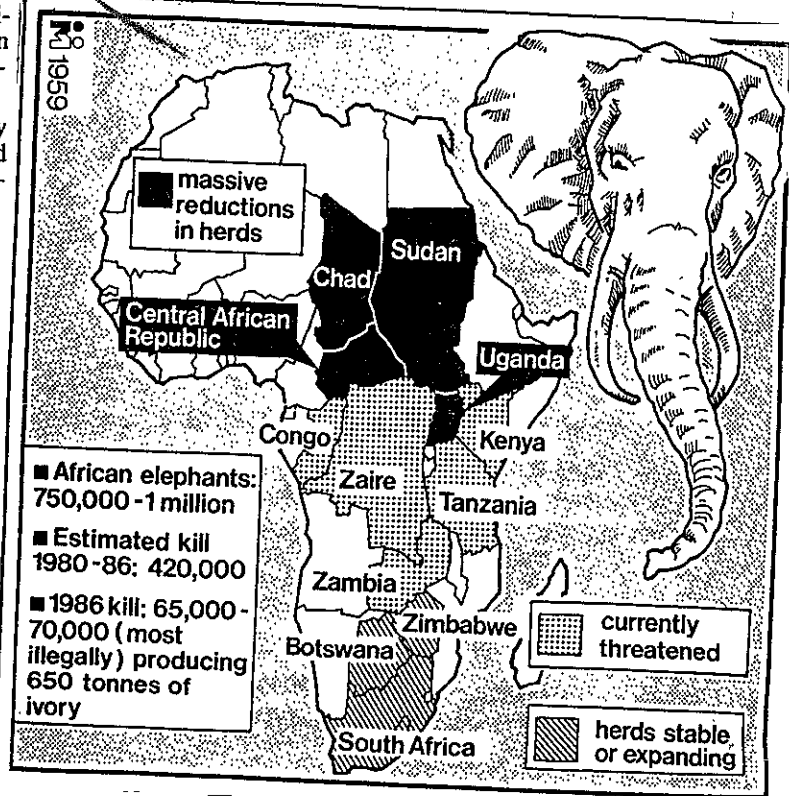 1959
massive
reductions
in herds
Sudan
Chad
Central African
Republic
Uganda
Congo
Kenya
Zaire
Tanzania
Zambia
Zimbabwe
Botswana
South Africa
■ African elephants:
750,000-1 million
■ Estimated kill
1980-86: 420,000
■ 1986 kill: 65,000-
70,000 (most
illegally) producing
650 tonnes of
ivory
currently
threatened
herds stable
or expanding